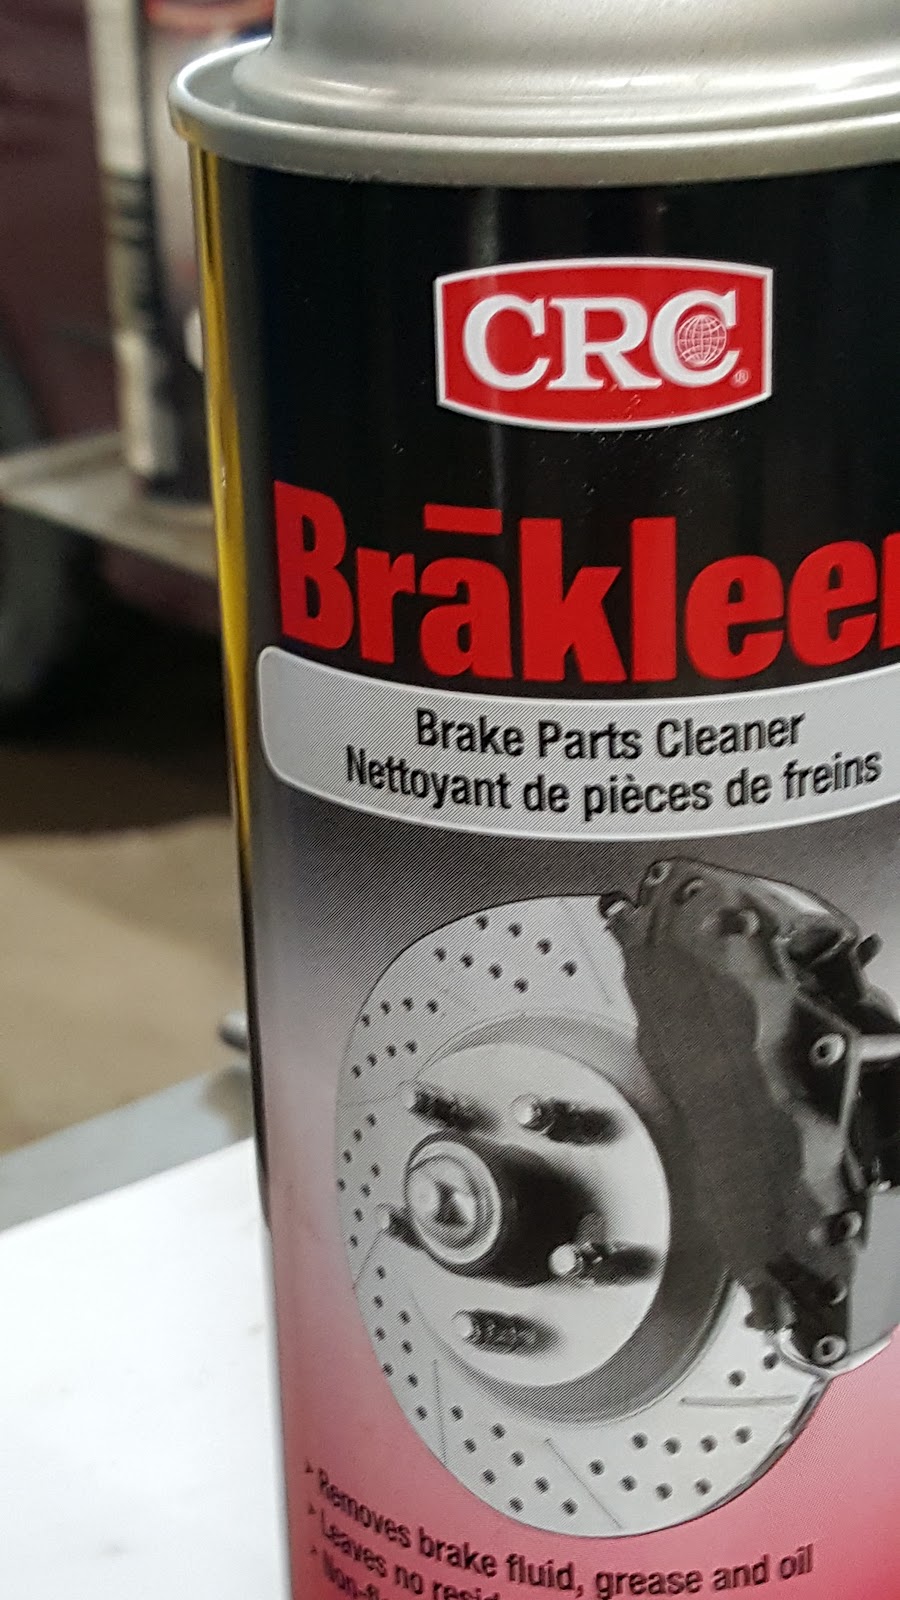 CRC
Brākleen
Brake Parts Cleaner
Nettoyant de pièces de freins
Removes brake fluid, grease and oil
Leaves no